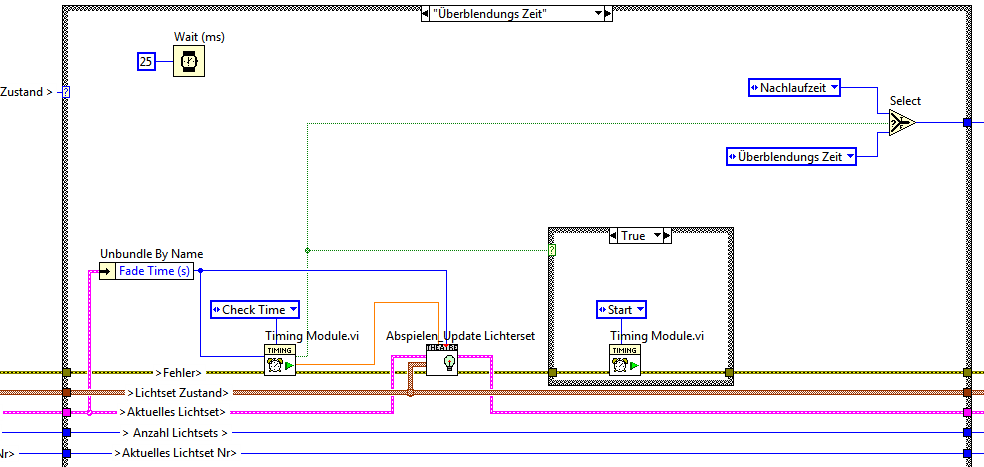 "Überblendungs Zeit"
Wait (ms)
25
Zustand >
?
Nachlaufzeit
Select
?
T
F
Überblendungs Zeit
True
?
Unbundle By Name
Fade Time (s)
Check Time
Start
Timing Module.vi
Abspielen_Update Lichterset
Timing Module.vi
TIMING
THEATRE
TIMING
>Fehler>
>Lichtset Zustand>
>Aktuelles Lichtset>
> Anzahl Lichtsets >
Nr>
>Aktuelles Lichtset Nr>